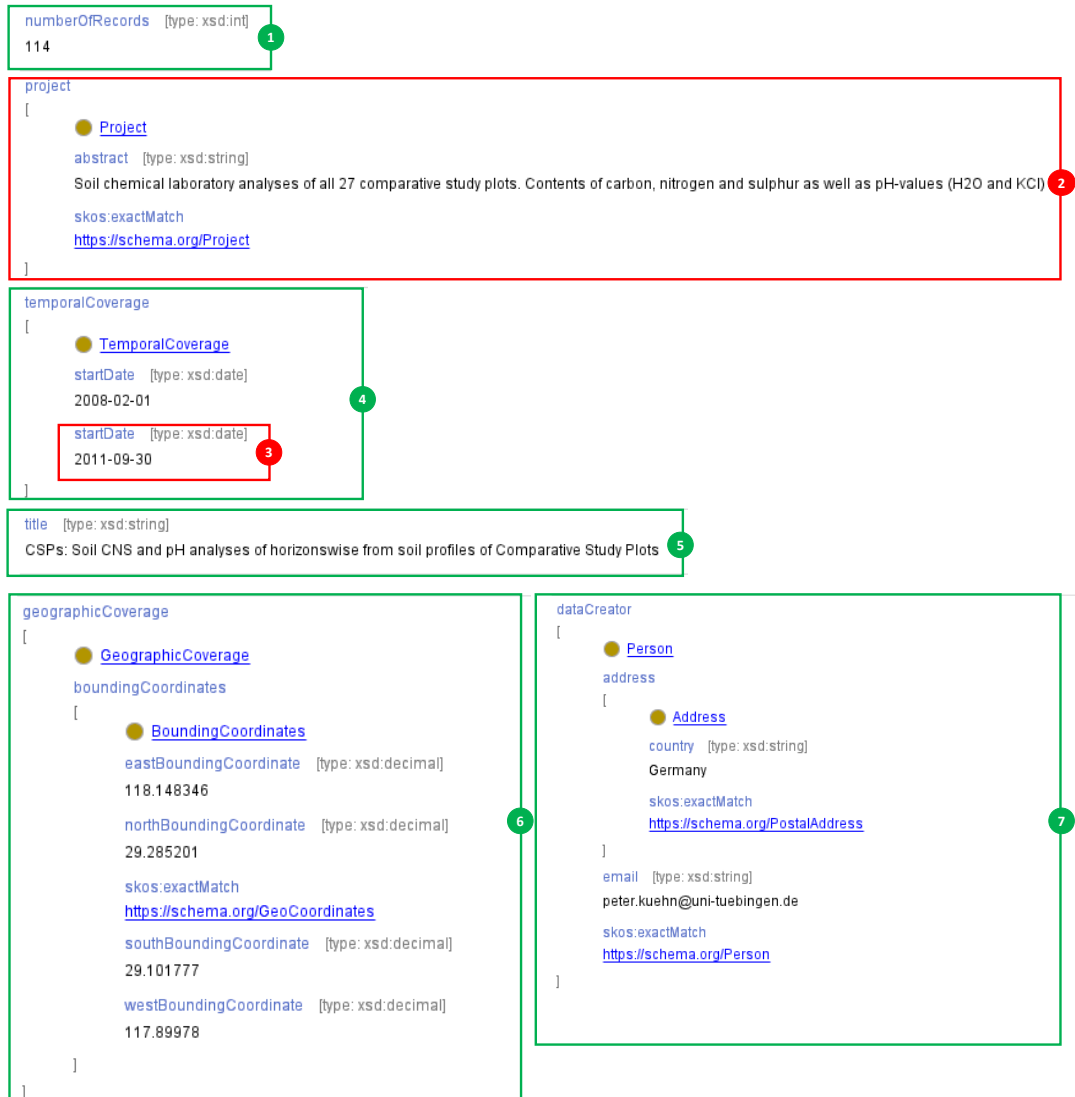 numberOfRecords [type: xsd:int]
114
1
project
[
Project
abstract [type: xsd:string]
Soil chemical laboratory analyses of all 27 comparative study plots. Contents of carbon, nitrogen and sulphur as well as pH-values (H2O and KCl)
2
skos:exactMatch
https://schema.org/Project
]
temporalCoverage
[
TemporalCoverage
startDate [type: xsd:date]
2008-02-01
4
startDate [type: xsd:date]
2011-09-30
3
]
title [type: xsd:string]
CSPs: Soil CNS and pH analyses of horizonswise from soil profiles of Comparative Study Plots
5
geographicCoverage
[
GeographicCoverage
boundingCoordinates
[
BoundingCoordinates
eastBoundingCoordinate [type: xsd:decimal]
118.148346
northBoundingCoordinate [type: xsd:decimal]
6
29.285201
skos:exactMatch
https://schema.org/GeoCoordinates
southBoundingCoordinate [type: xsd:decimal]
29.101777
westBoundingCoordinate [type: xsd:decimal]
117.89978
]
]
dataCreator
[
Person
address
[
Address
country [type: xsd:string]
Germany
skos:exactMatch
https://schema.org/PostalAddress
7
]
email [type: xsd:string]
peter.kuehn@uni-tuebingen.de
skos:exactMatch
https://schema.org/Person
]